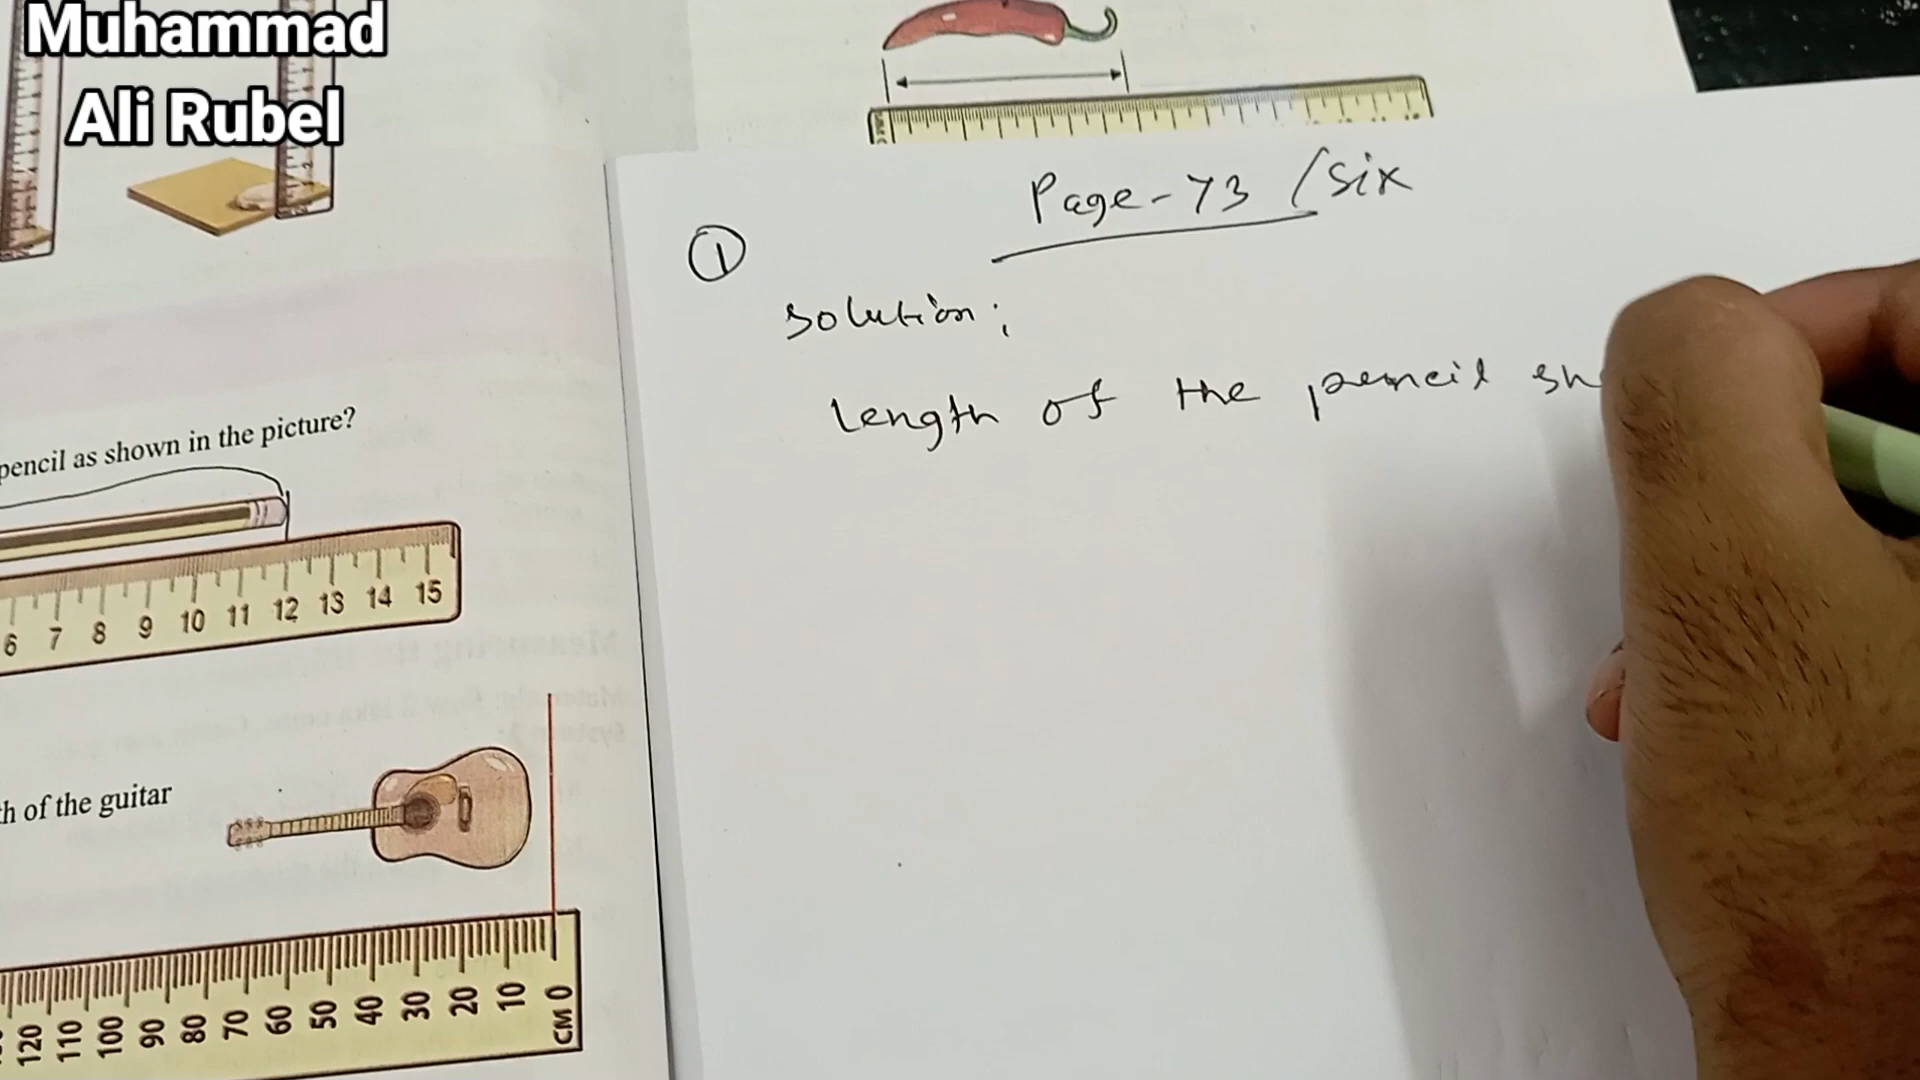 Muhammad
Ali Rubel
Page-73 (Six
1
Solution:
length of the pencil sh
pencil as shown in the picture?
6 7 8 9 10 11 12 13 14 15
th of the guitar
120 110 100 90 80 70 60 50 40 30 20 10 CM 0